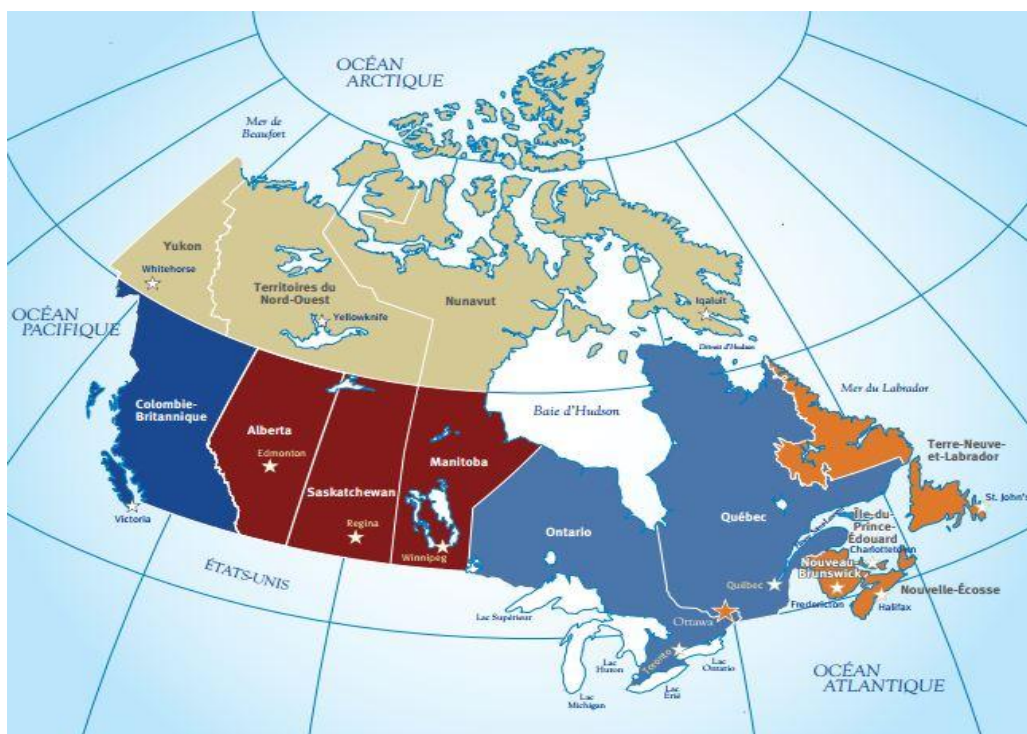 OCÉAN
ARCTIQUE
Mer de
Beaufort
Yukon
Whitehorse
Territoires du
Nord-Ouest
Yellowknife
Nunavut
Iqaluit
Détroit d'Hudson
OCÉAN
PACIFIQUE
Mer du Labrador
Baie d'Hudson
Colombie-
Britannique
Alberta
Edmonton
Saskatchewan
Manitoba
Terre-Neuve-
et-Labrador
St. John's
Victoria
Regina
Winnipeg
Ontario
Québec
Île-du-
Prince-
Édouard
Charlottetown
Nouveau-
Brunswick
Nouvelle-Écosse
Fredericton
Halifax
ÉTATS-UNIS
Québec
Lac Supérieur
Ottawa
Toronto
Lac
Huron
Lac
Ontario
Lac
Érié
Lac
Michigan
OCÉAN
ATLANTIQUE